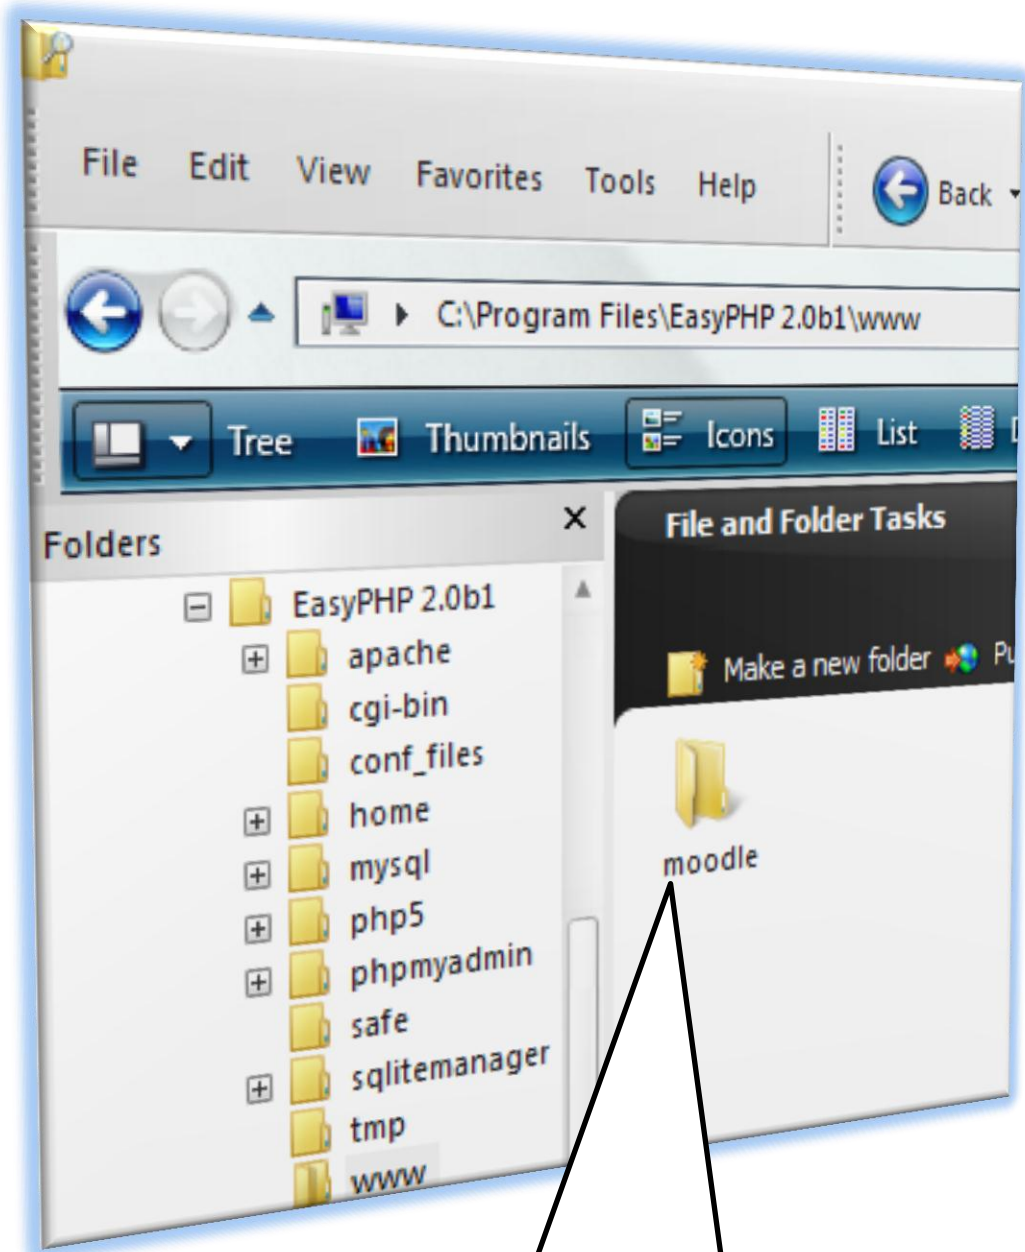 File Edit View Favorites Tools Help Back
C:\Program Files\EasyPHP 2.0b1\www
Tree Thumbnails Icons List
Folders
File and Folder Tasks
Make a new folder
EasyPHP 2.0b1
apache
cgi-bin
conf_files
home
mysql
php5
phpmyadmin
safe
sqlitemanager
tmp
www
moodle